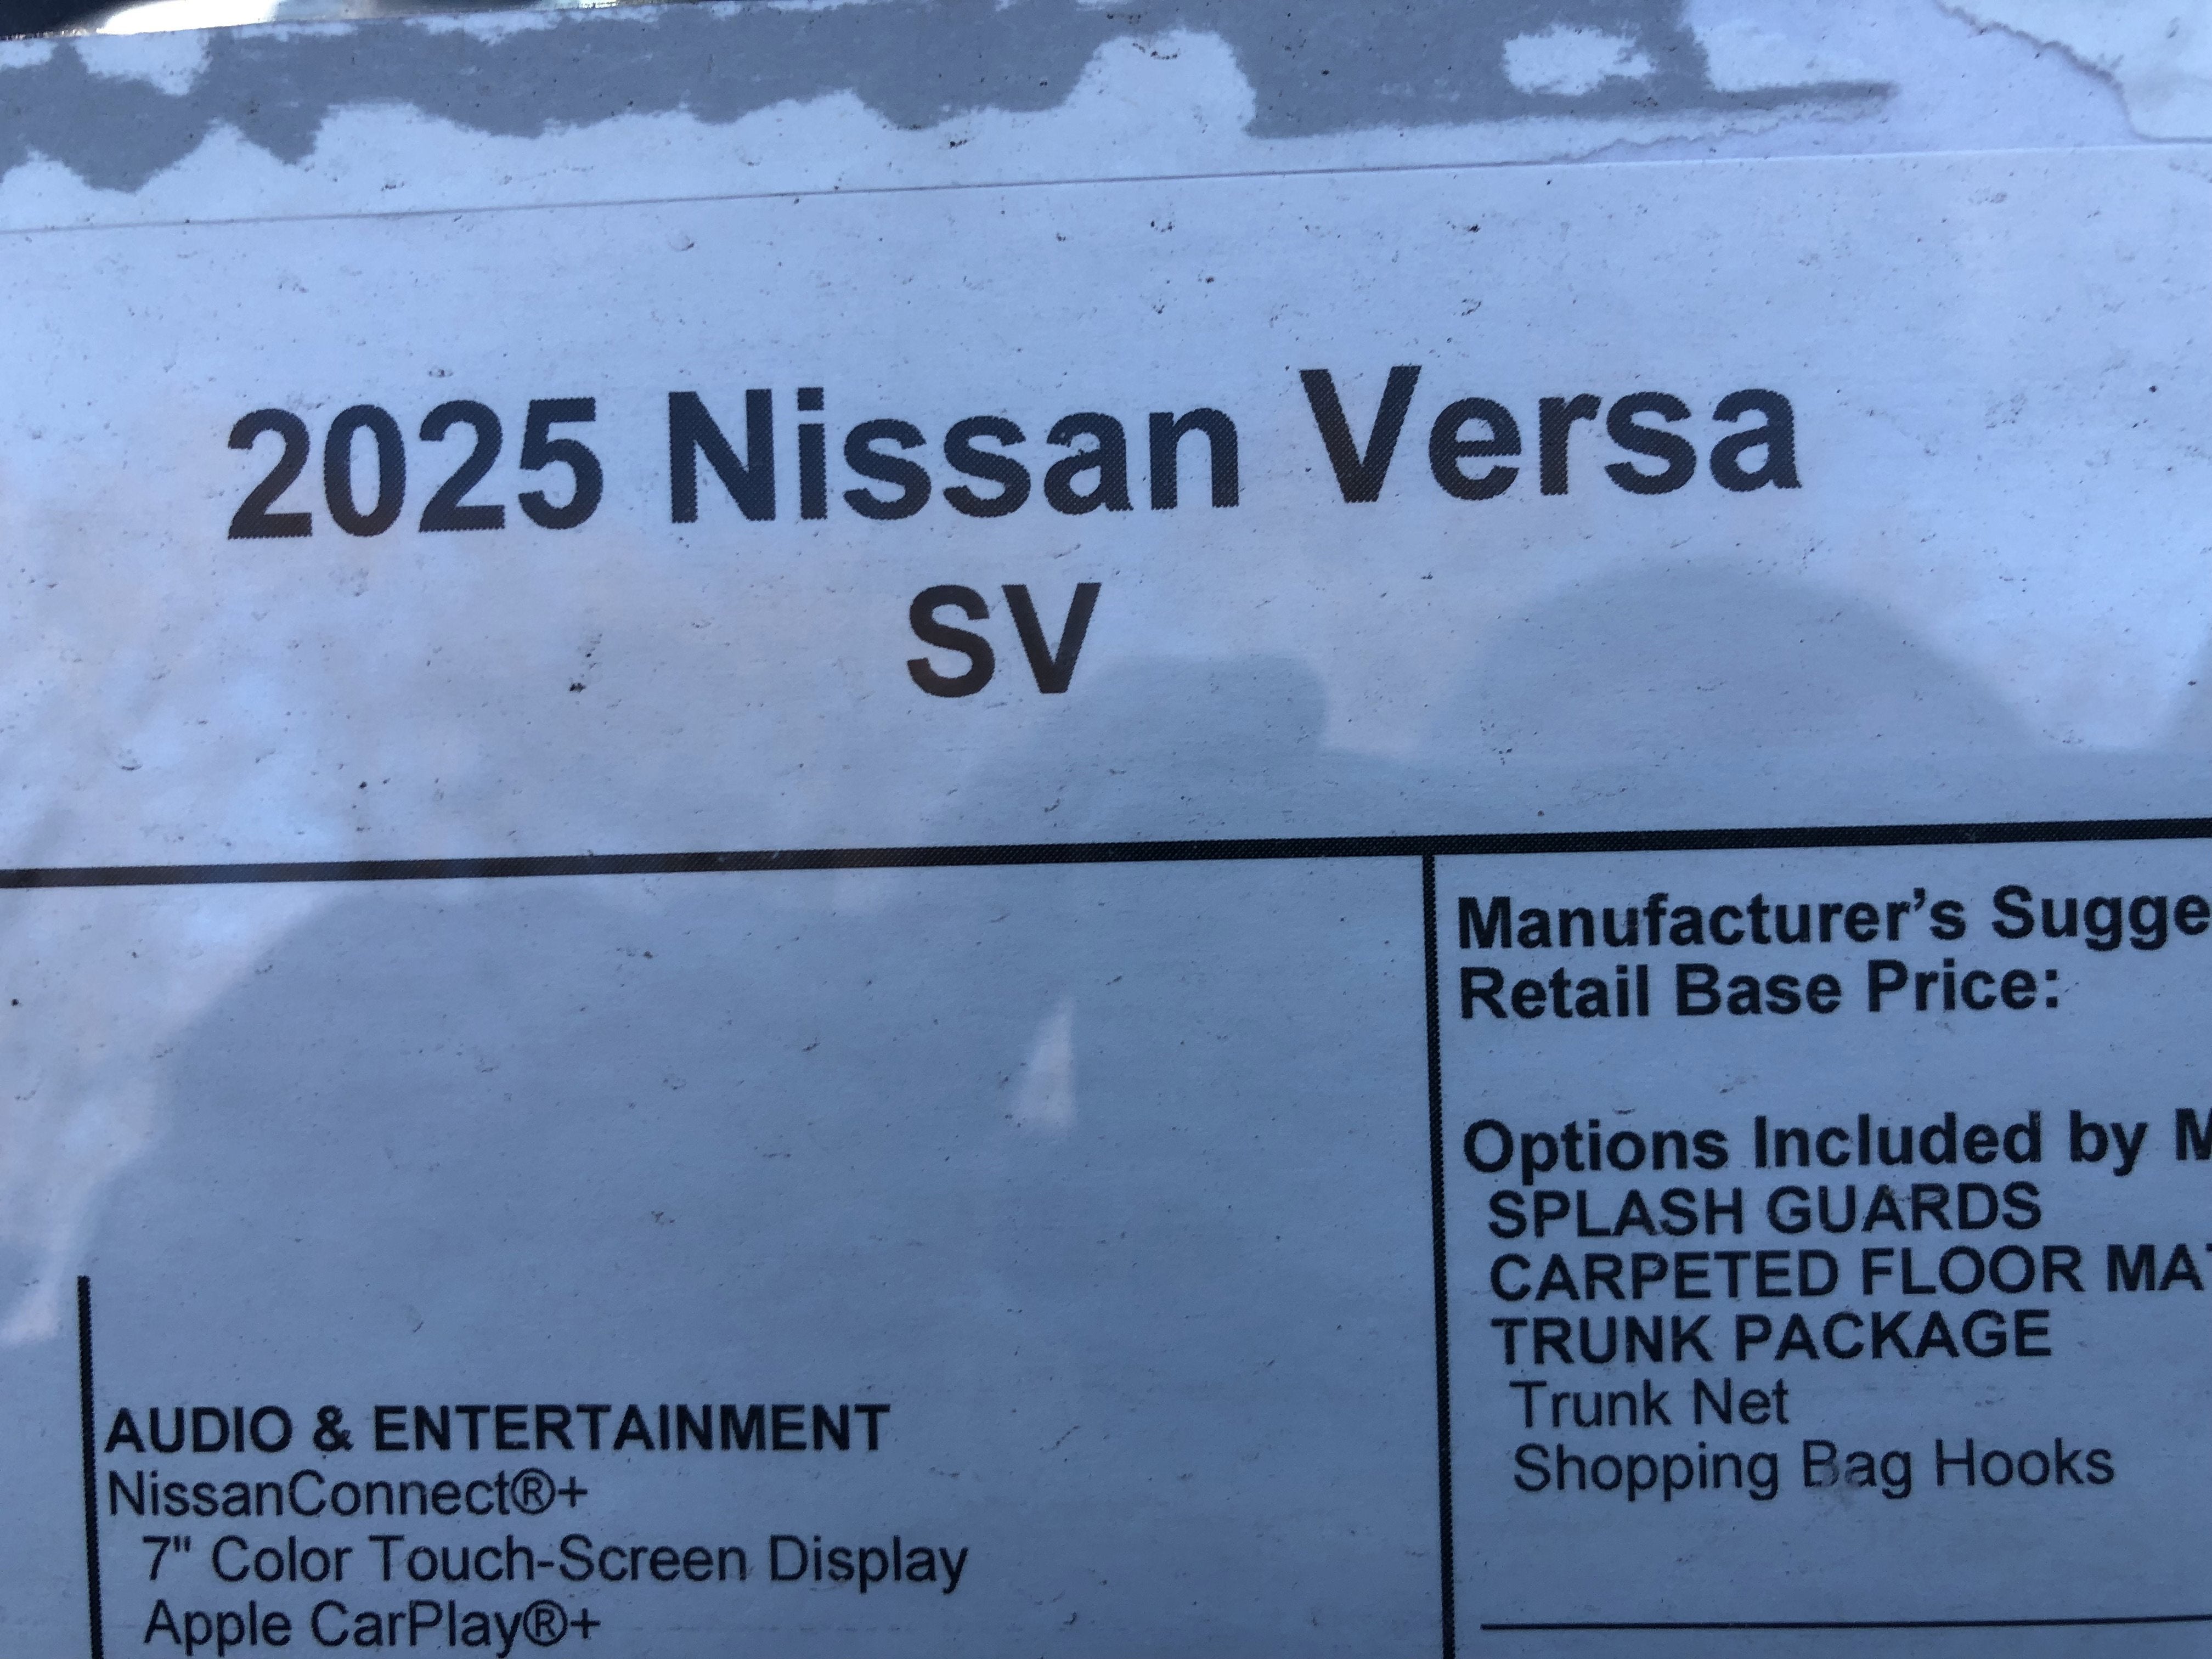 2025 Nissan Versa
SV
AUDIO & ENTERTAINMENT
NissanConnect®+
7" Color Touch-Screen Display
Apple CarPlay®+
Manufacturer's Sugge
Retail Base Price:
Options Included by M
SPLASH GUARDS
CARPETED FLOOR MAT
TRUNK PACKAGE
Trunk Net
Shopping Bag Hooks